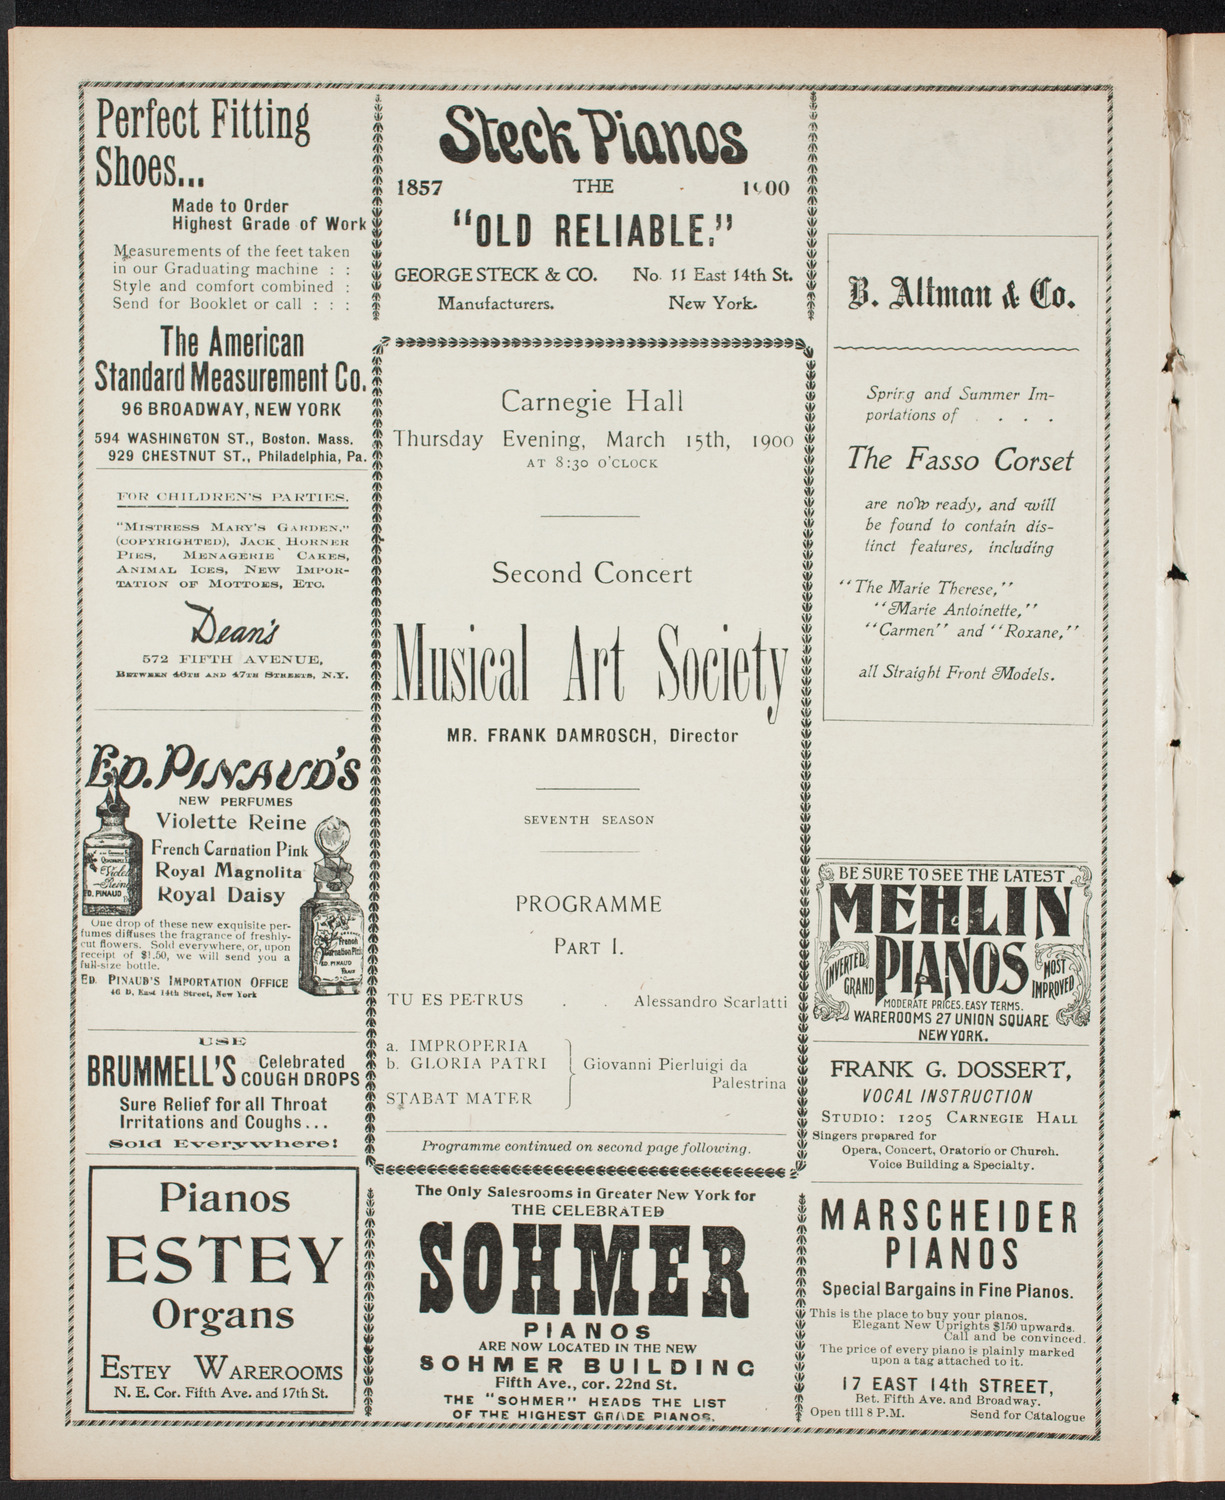 Perfect Fitting
Shoes...
Made to Order
Highest Grade of Work
Measurements of the feet taken
in our Graduating machine : :
Style and comfort combined :
Send for Booklet or call : : :
The American
Standard Measurement Co.
96 BROADWAY, NEW YORK
594 WASHINGTON ST., Boston. Mass.
929 CHESTNUT ST., Philadelphia, Pa.
FOR CHILDREN'S PARTIES.
"MISTRESS MARY'S GARDEN,"
(COPYRIGHTED), JACK HORNER
PIES, MENAGERIE CAKES,
ANIMAL ICES, NEW IMPOR-
TATION OF MOTTOES, ETC.
Dean's
572 FIFTH AVENUE,
BETWEEN 46TH AND 47TH STREETS, N.Y.
ED. PINAUD'S
NEW PERFUMES
Violette Reine
French Carnation Pink
Royal Magnolita
Royal Daisy
One drop of these new exquisite per-
fumes diffuses the fragrance of freshly-
cut flowers. Sold everywhere, or, upon
receipt of $1.50, we will send you a
full-size bottle.
ED. PINAUD'S IMPORTATION OFFICE
46 D, East 14th Street, New York
USE
BRUMMELL'S Celebrated
COUGH DROPS
Sure Relief for all Throat
Irritations and Coughs...
Sold Everywhere!
Pianos
ESTEY
Organs
ESTEY WAREROOMS
N. E. Cor. Fifth Ave. and 17th St.
Steck Pianos
1857 THE 1900
"OLD RELIABLE."
GEORGE STECK & CO. No. 11 East 14th St.
Manufacturers. New York.
Carnegie Hall
Thursday Evening, March 15th, 1900
AT 8:30 O'CLOCK
Second Concert
Musical Art Society
MR. FRANK DAMROSCH, Director
SEVENTH SEASON
PROGRAMME
PART I.
TU ES PETRUS . . Alessandro Scarlatti
a. IMPROPERIA
b. GLORIA PATRI
Giovanni Pierluigi da
Palestrina
STABAT MATER
Programme continued on second page following.
The Only Salesrooms in Greater New York for
THE CELEBRATED
SOHMER
PIANOS
ARE NOW LOCATED IN THE NEW
SOHMER BUILDING
Fifth Ave., cor. 22nd St.
THE "SOHMER" HEADS THE LIST
OF THE HIGHEST GRADE PIANOS.
B. Altman & Co.
Spring and Summer Im-
portations of . . . .
The Fasso Corset
are now ready, and will
be found to contain dis-
tinct features, including
"The Marie Therese,"
"Marie Antoinette,"
"Carmen" and "Roxane,"
all Straight Front Models.
BE SURE TO SEE THE LATEST
MEHLIN
PIANOS
INVERTED
GRAND
MOST
IMPROVED
MODERATE PRICES. EASY TERMS.
WAREROOMS 27 UNION SQUARE
NEW YORK.
FRANK G. DOSSERT,
VOCAL INSTRUCTION
STUDIO: 1205 CARNEGIE HALL
Singers prepared for
Opera, Concert, Oratorio or Church.
Voice Building a Specialty.
MARSCHEIDER
PIANOS
Special Bargains in Fine Pianos.
This is the place to buy your pianos.
Elegant New Uprights $150 upwards.
Call and be convinced.
The price of every piano is plainly marked
upon a tag attached to it.
17 EAST 14th STREET,
Bet. Fifth Ave. and Broadway.
Open till 8 P.M. Send for Catalogue